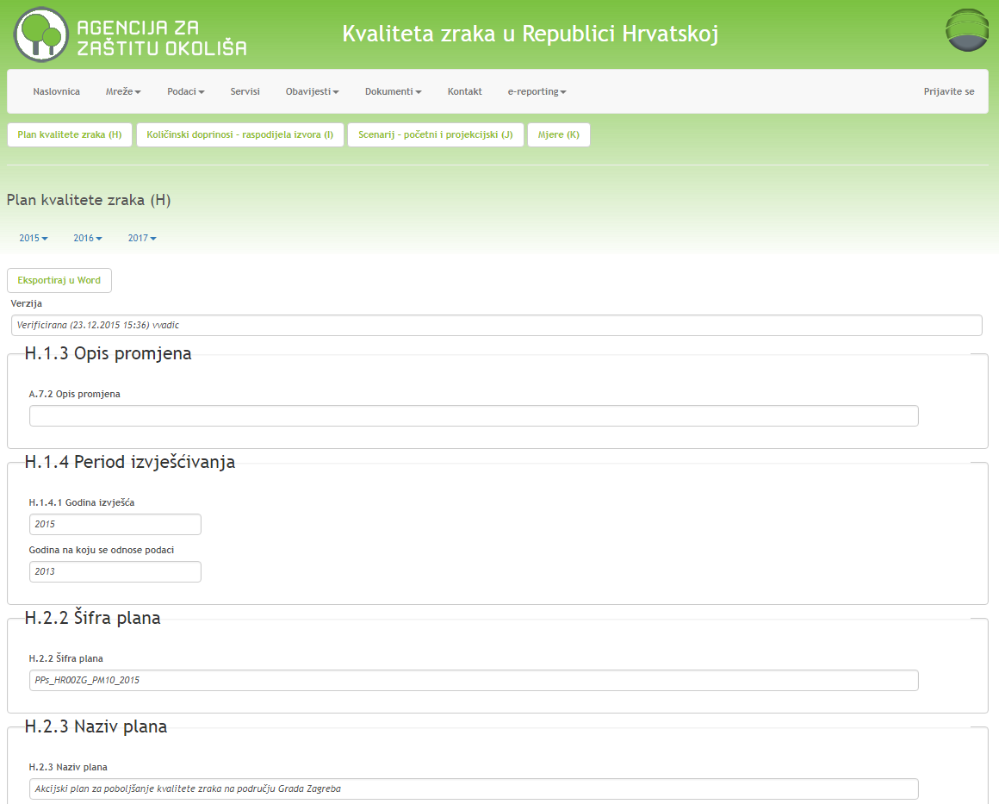 AGENCIJA ZA
ZAŠTITU OKOLIŠA
Kvaliteta zraka u Republici Hrvatskoj
Naslovnica Mreže Podaci Servisi Obavijesti Dokumenti Kontakt e-reporting Prijavite se
Plan kvalitete zraka (H) Količinski doprinosi - raspodijela izvora (I) Scenarij - početni i projekcijski (J) Mjere (K)
Plan kvalitete zraka (H)
2015 2016 2017
Eksportiraj u Word
Verzija
Verificirana (23.12.2015 15:36) vvadic
H.1.3 Opis promjena
A.7.2 Opis promjena
H.1.4 Period izvješćivanja
H.1.4.1 Godina izvješća
2015
Godina na koju se odnose podaci
2013
H.2.2 Šifra plana
H.2.2 Šifra plana
PPs_HR00ZG_PM10_2015
H.2.3 Naziv plana
H.2.3 Naziv plana
Akcijski plan za poboljšanje kvalitete zraka na području Grada Zagreba